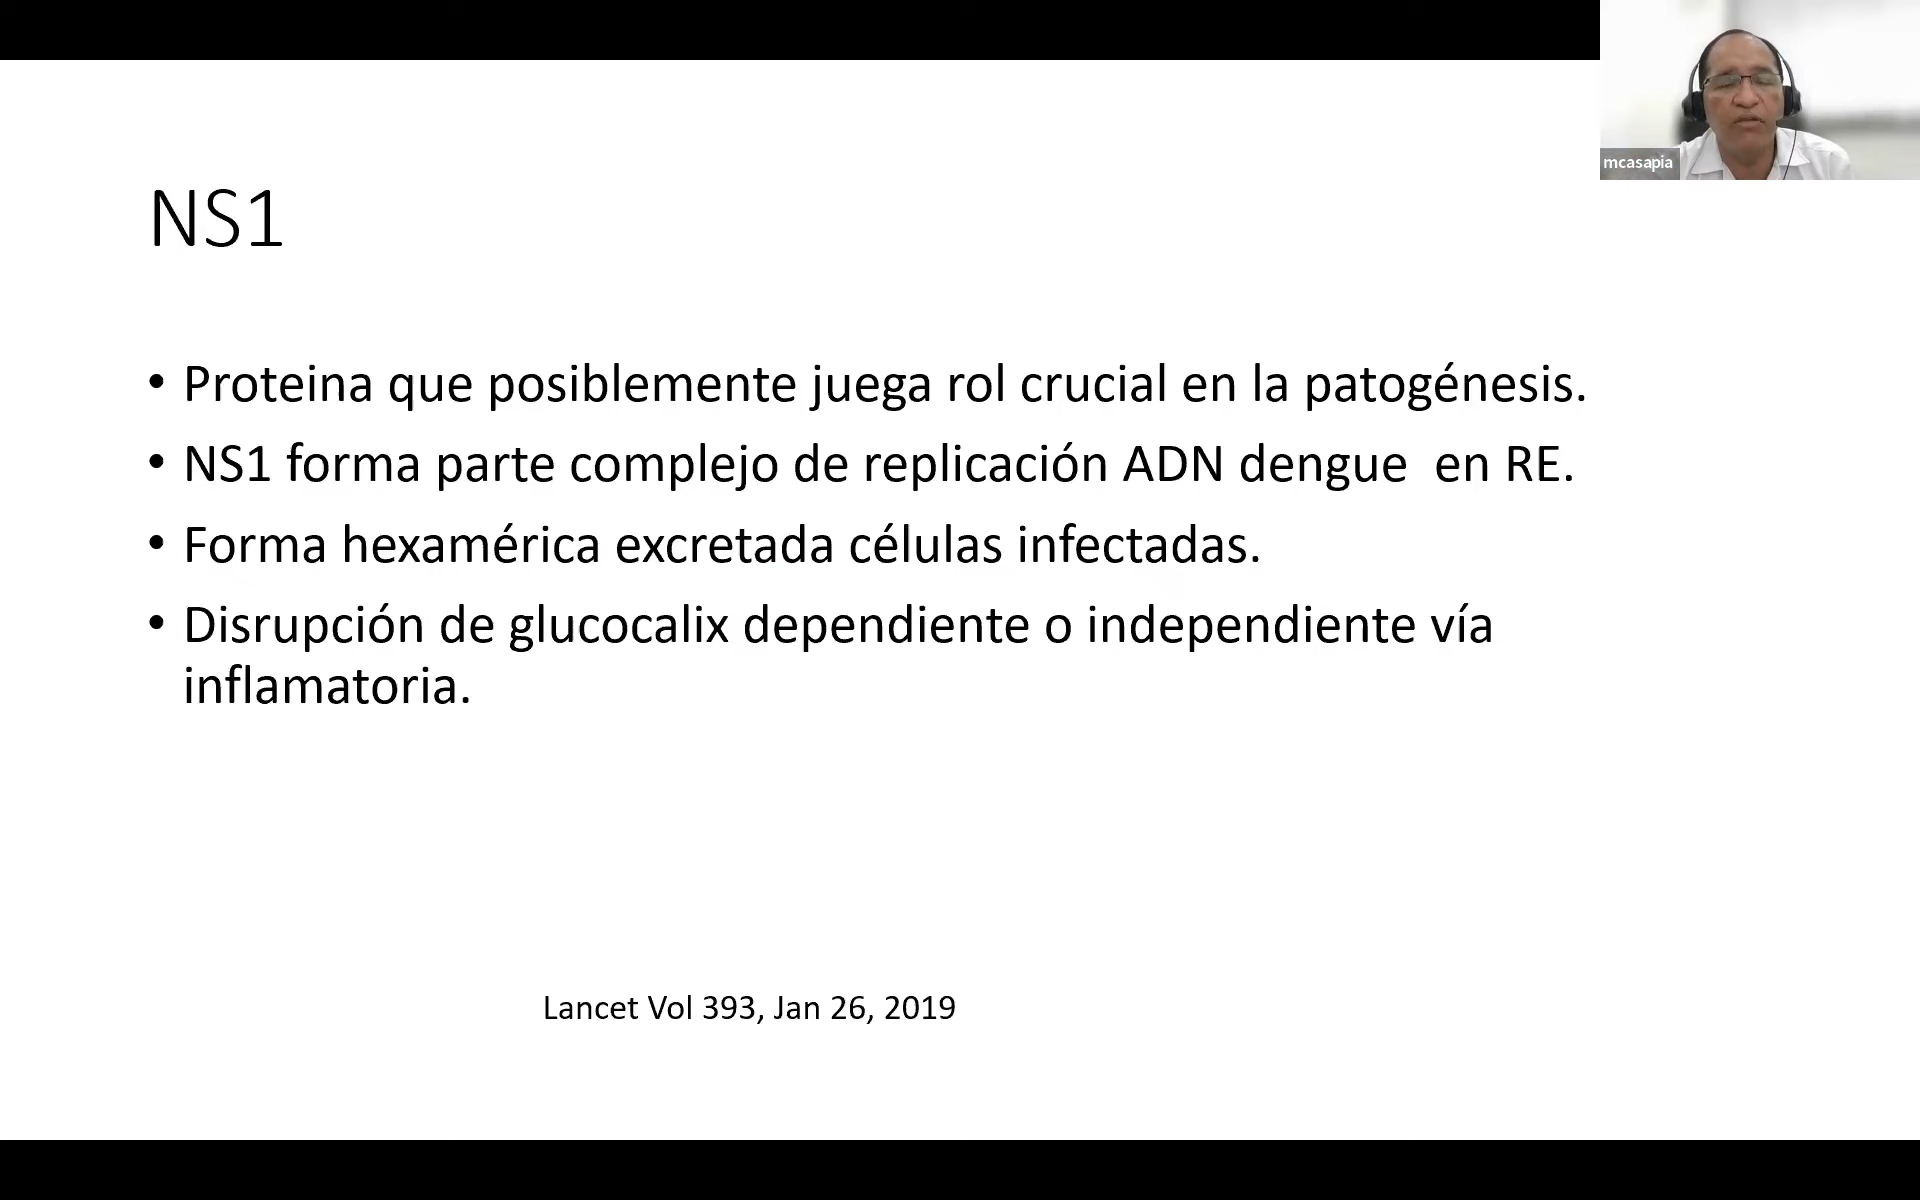 mcasapia
NS1
• Proteina que posiblemente juega rol crucial en la patogénesis.
• NS1 forma parte complejo de replicación ADN dengue  en RE.
• Forma hexamérica excretada células infectadas.
• Disrupción de glucocalix dependiente o independiente vía
inflamatoria.
Lancet Vol 393, Jan 26, 2019